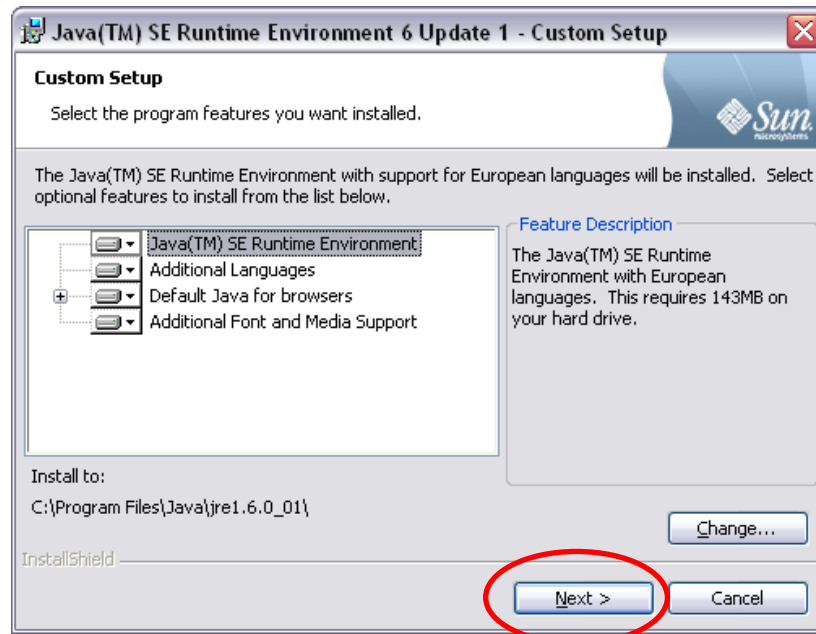 Java(TM) SE Runtime Environment 6 Update 1 - Custom Setup
Custom Setup
Select the program features you want installed.
Sun
microsystems
The Java(TM) SE Runtime Environment with support for European languages will be installed. Select
optional features to install from the list below.
Java(TM) SE Runtime Environment
Additional Languages
Default Java for browsers
Additional Font and Media Support
Feature Description
The Java(TM) SE Runtime
Environment with European
languages. This requires 143MB on
your hard drive.
Install to:
C:\Program Files\Java\jre1.6.0_01\
Change...
InstallShield
Next >
Cancel